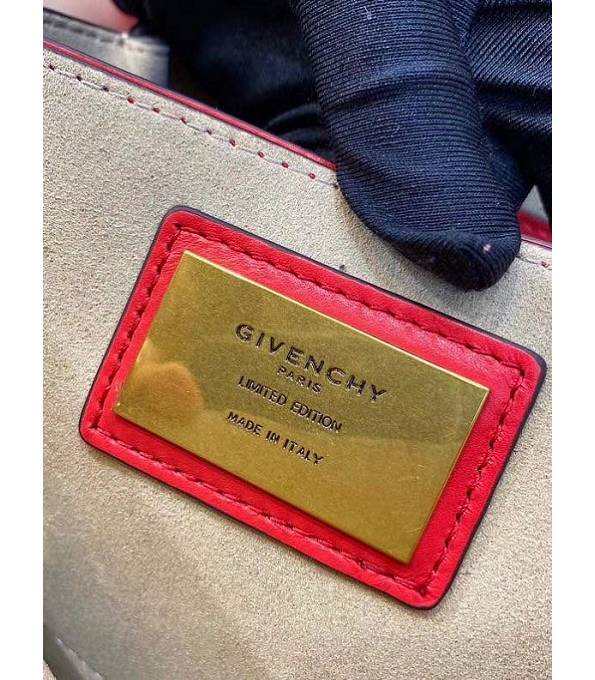 GIVENCHY
PARIS
LIMITED EDITION
MADE IN ITALY